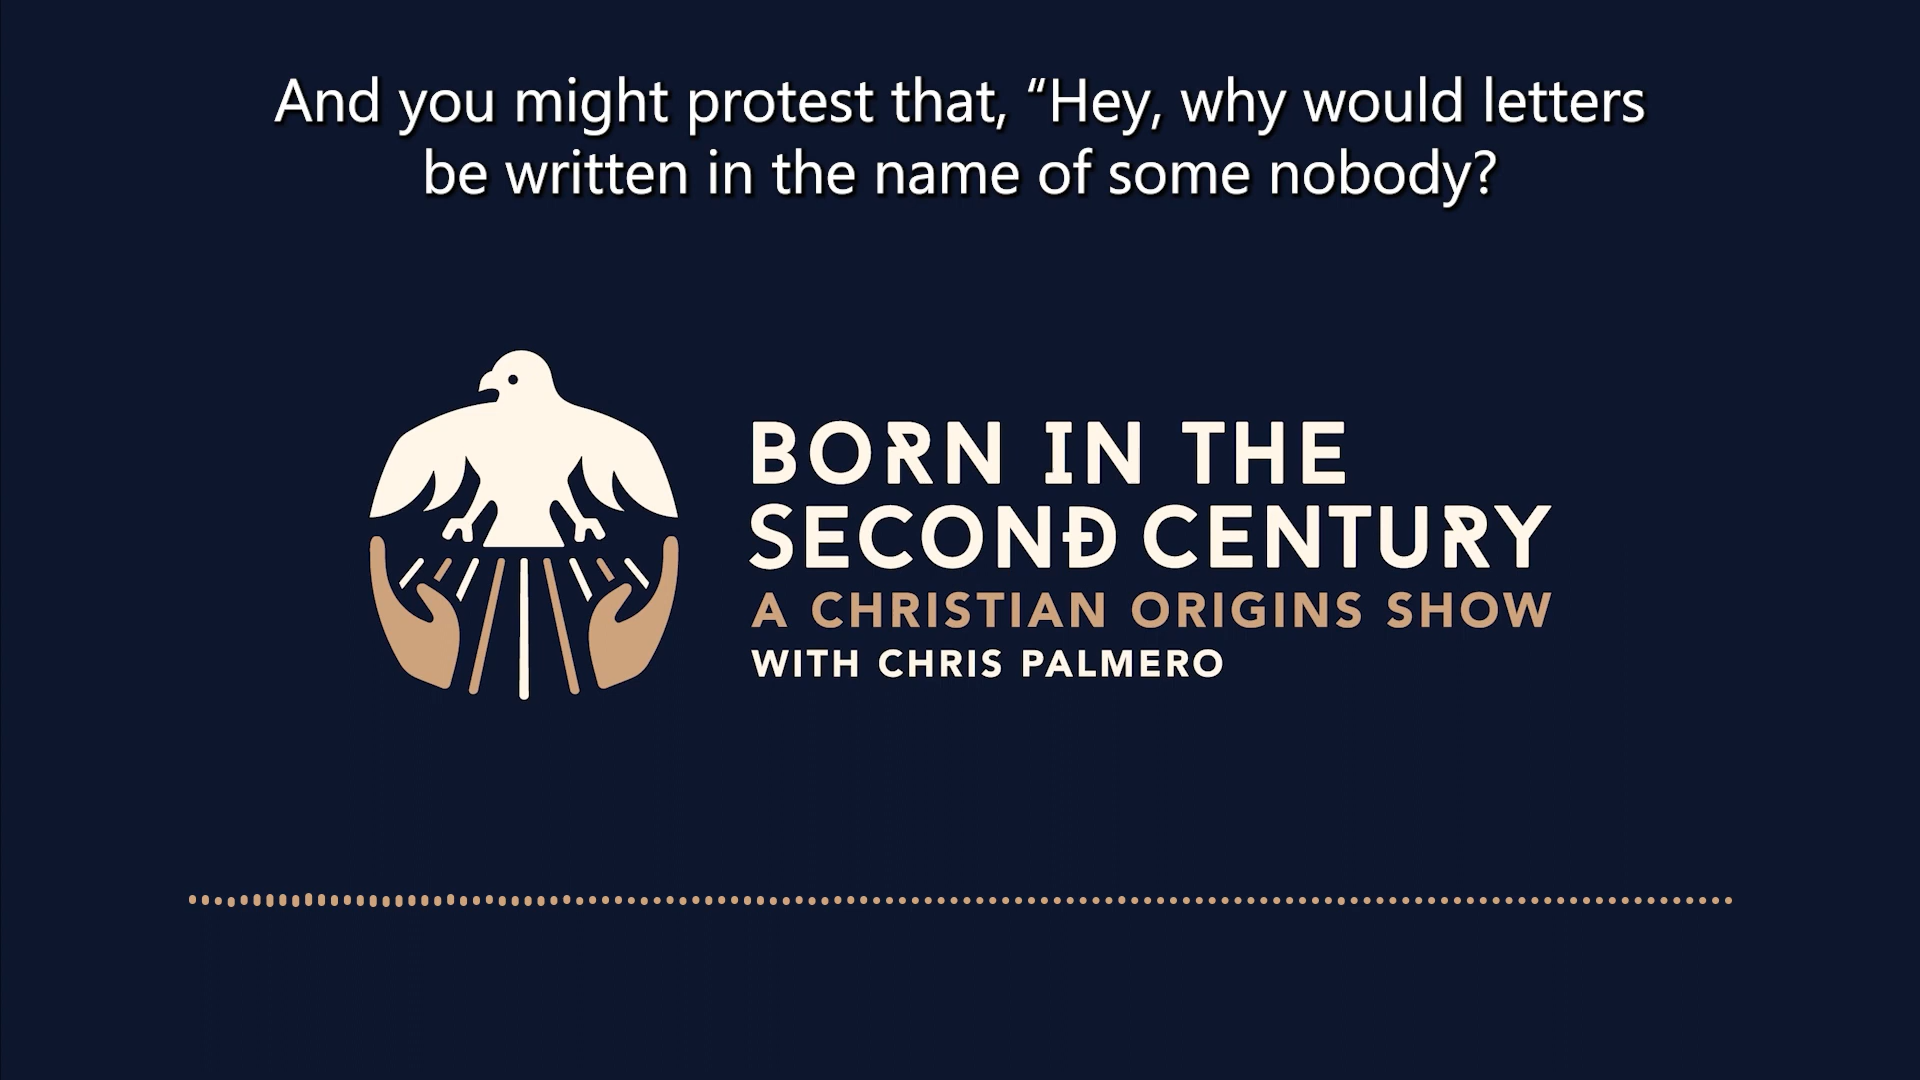 And you might protest that, “Hey, why would letters
be written in the name of some nobody?
BORN IN THE
SECOND CENTURY
A CHRISTIAN ORIGINS SHOW
WITH CHRIS PALMERO